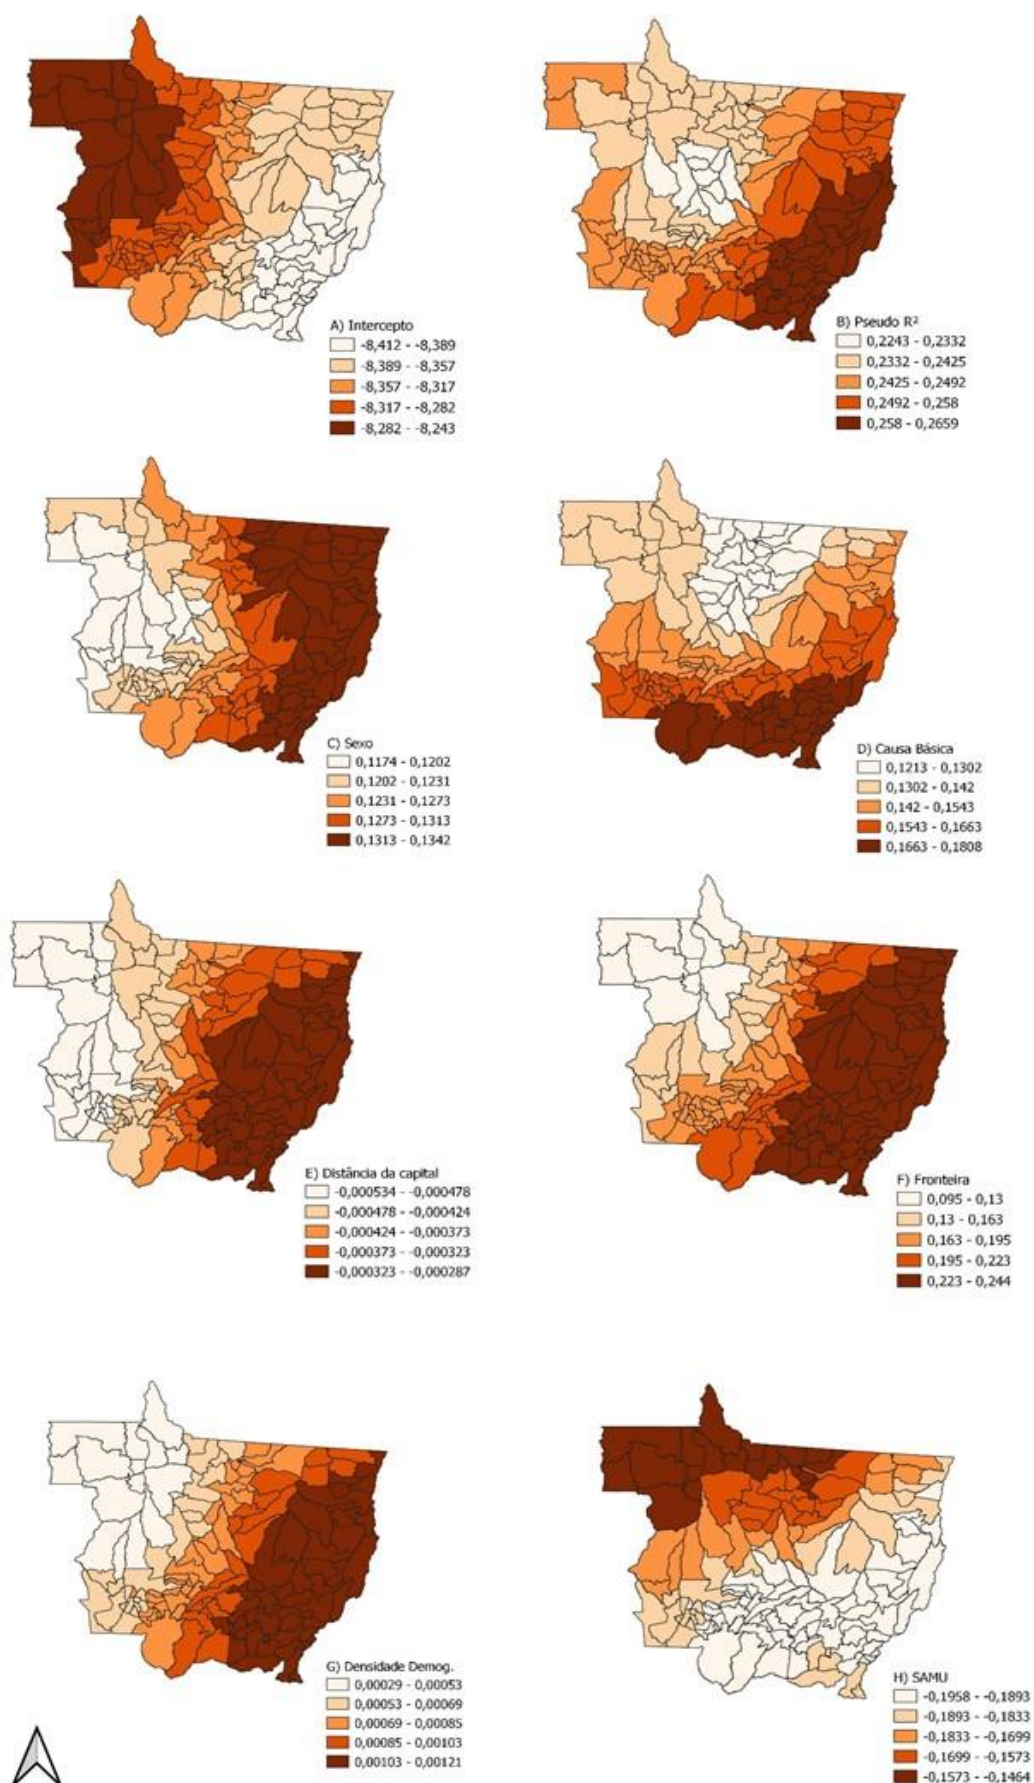 A) Intercepto
-8,412 - -8,389
-8,389 - -8,357
-8,357 - -8,317
-8,317 - -8,282
-8,282 - -8,243
B) Pseudo R²
0,2243 - 0,2332
0,2332 - 0,2425
0,2425 - 0,2492
0,2492 - 0,258
0,258 - 0,2659
C) Sexo
0,1174 - 0,1202
0,1202 - 0,1231
0,1231 - 0,1273
0,1273 - 0,1313
0,1313 - 0,1342
D) Causa Básica
0,1213 - 0,1302
0,1302 - 0,142
0,142 - 0,1543
0,1543 - 0,1663
0,1663 - 0,1808
E) Distância da capital
-0,000534 - -0,000478
-0,000478 - -0,000424
-0,000424 - -0,000373
-0,000373 - -0,000323
-0,000323 - -0,000287
F) Fronteira
0,095 - 0,13
0,13 - 0,163
0,163 - 0,195
0,195 - 0,223
0,223 - 0,244
G) Densidade Demog.
0,00029 - 0,00053
0,00053 - 0,00069
0,00069 - 0,00085
0,00085 - 0,00103
0,00103 - 0,00121
H) SAMU
-0,1958 - -0,1893
-0,1893 - -0,1833
-0,1833 - -0,1699
-0,1699 - -0,1573
-0,1573 - -0,1464